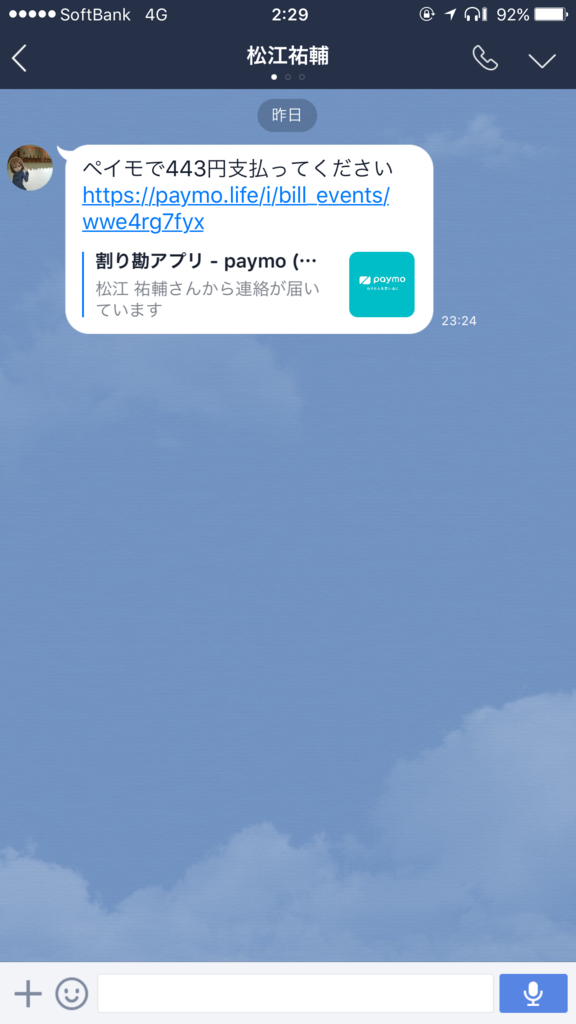 SoftBank 4G 2:29 92%
松江祐輔
昨日
ペイモで443円支払ってください
https://paymo.life/i/bill_events/
wwe4rg7fyx
割り勘アプリ - paymo (…
松江 祐輔さんから連絡が届い
ています
paymo
23:24